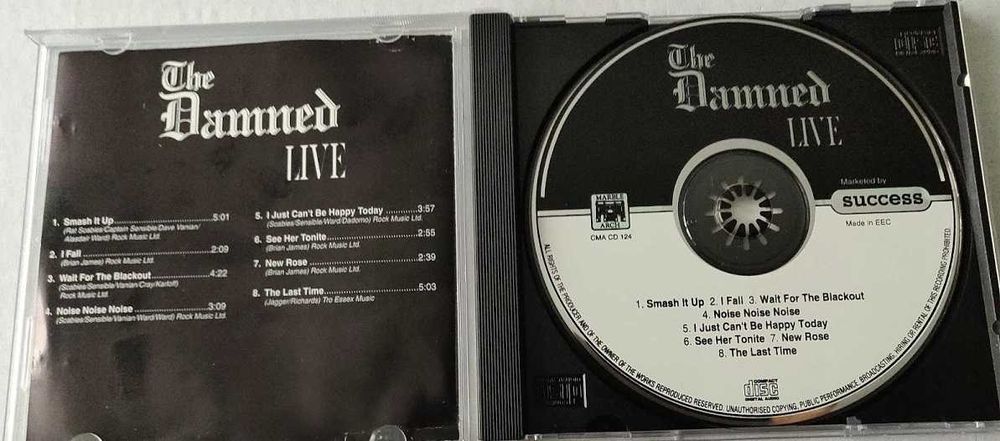 The
Damned
LIVE
1. Smash It Up ..................5:01
(Rat Scabies/Captain Sensible/Dave Vanian/
Alasdair Ward) Rock Music Ltd.
2. I Fall ..................2:09
(Brian James) Rock Music Ltd.
3. Wait For The Blackout ..................4:22
(Scabies/Sensible/Vanian/Cray/Karloff)
Rock Music Ltd.
4. Noise Noise Noise ..................3:09
(Scabies/Sensible/Vanian/Ward/Ward) Rock Music Ltd.
5. I Just Can't Be Happy Today ..........3:57
(Scabies/Sensible/Ward/Dadomo) Rock Music Ltd.
6. See Her Tonite ..................2:55
(Brian James) Rock Music Ltd.
7. New Rose ..................2:39
(Brian James) Rock Music Ltd.
8. The Last Time ..................5:03
(Jagger/Richards) Tro Essex Music
The
Damned
LIVE
MARBLE
ARCH
CMA CD 124
Marketed by
success
Made in EEC
1. Smash It Up 2. I Fall 3. Wait For The Blackout
4. Noise Noise Noise
5. I Just Can't Be Happy Today
6. See Her Tonite 7. New Rose
8. The Last Time
COMPACT
disc
DIGITAL AUDIO
ALL RIGHTS OF THE PRODUCER AND OF THE OWNER OF THE WORKS REPRODUCED RESERVED. UNAUTHORISED COPYING, PUBLIC PERFORMANCE, BROADCASTING, HIRING OR RENTAL OF THIS RECORDING PROHIBITED.